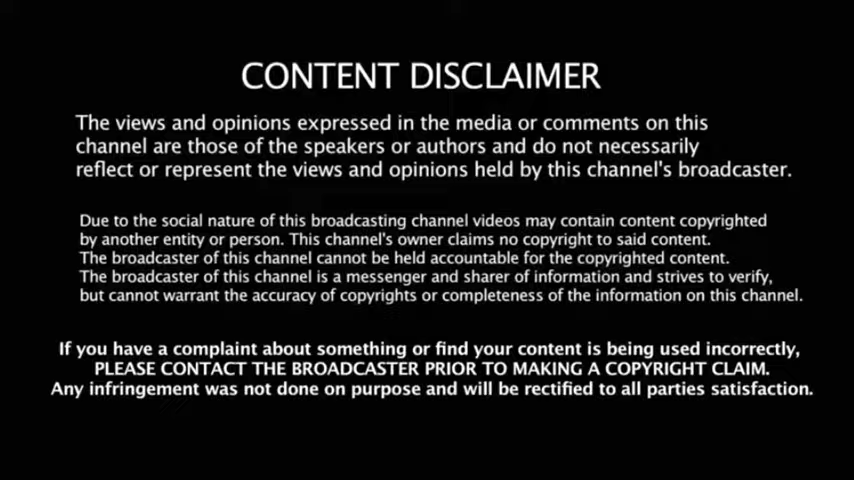 CONTENT DISCLAIMER
The views and opinions expressed in the media or comments on this
channel are those of the speakers or authors and do not necessarily
reflect or represent the views and opinions held by this channel's broadcaster.
Due to the social nature of this broadcasting channel videos may contain content copyrighted
by another entity or person. This channel's owner claims no copyright to said content.
The broadcaster of this channel cannot be held accountable for the copyrighted content.
The broadcaster of this channel is a messenger and sharer of information and strives to verify,
but cannot warrant the accuracy of copyrights or completeness of the information on this channel.
If you have a complaint about something or find your content is being used incorrectly,
PLEASE CONTACT THE BROADCASTER PRIOR TO MAKING A COPYRIGHT CLAIM.
Any infringement was not done on purpose and will be rectified to all parties satisfaction.